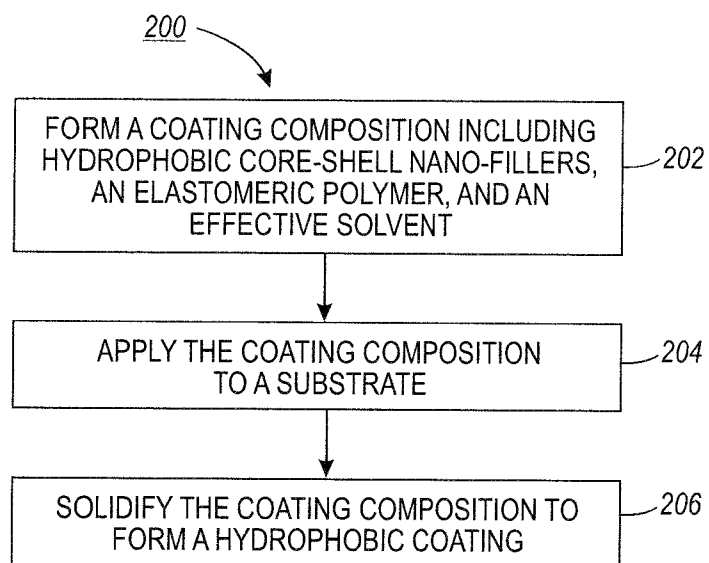 200
FORM A COATING COMPOSITION INCLUDING
HYDROPHOBIC CORE-SHELL NANO-FILLERS,
AN ELASTOMERIC POLYMER, AND AN
EFFECTIVE SOLVENT
202
APPLY THE COATING COMPOSITION
TO A SUBSTRATE
204
SOLIDIFY THE COATING COMPOSITION TO
FORM A HYDROPHOBIC COATING
206